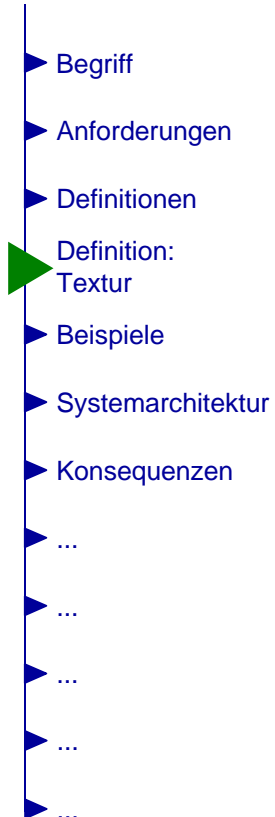 Begriff
Anforderungen
Definitionen
Definition:
Textur
Beispiele
Systemarchitektur
Konsequenzen
...
...
...
...
...